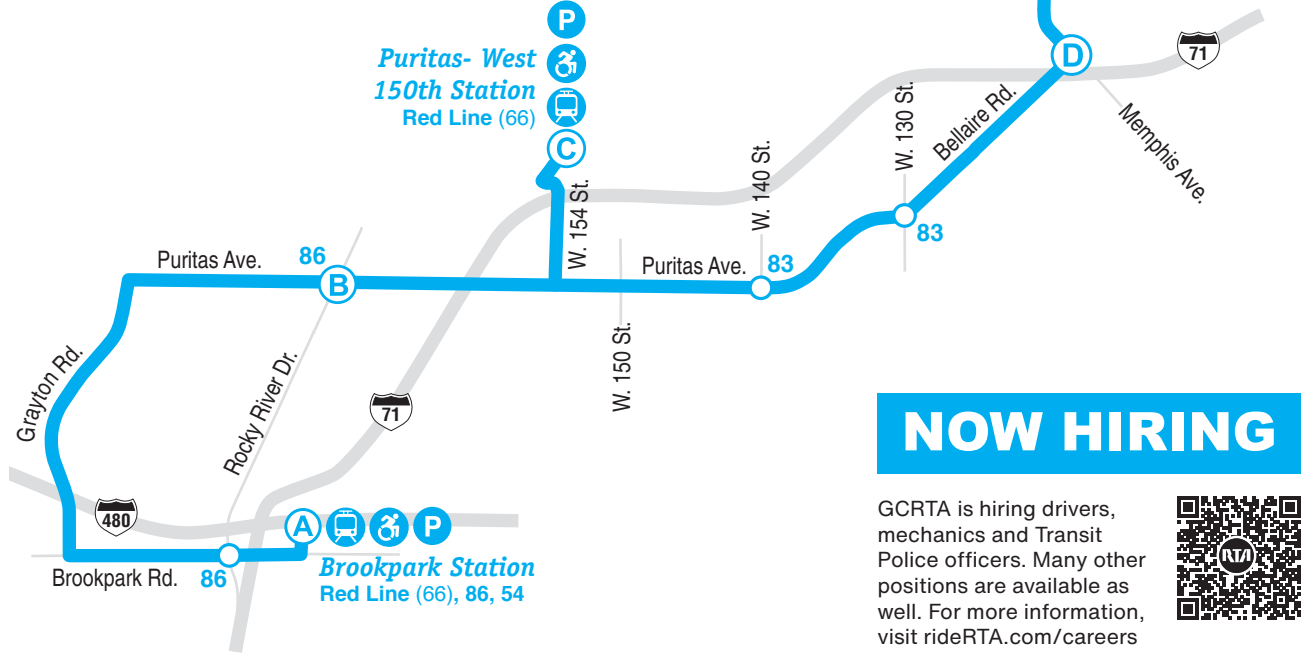 P
Puritas- West
150th Station
Red Line (66)
C
D
71
W. 130 St.
Bellaire Rd.
Memphis Ave.
W. 140 St.
W. 154 St.
83
Puritas Ave.
86
B
Puritas Ave.
83
W. 150 St.
Grayton Rd.
Rocky River Dr.
71
480
A
P
Brookpark Rd.
86
Brookpark Station
Red Line (66), 86, 54
NOW HIRING
GCRTA is hiring drivers,
mechanics and Transit
Police officers. Many other
positions are available as
well. For more information,
visit rideRTA.com/careers
RTA